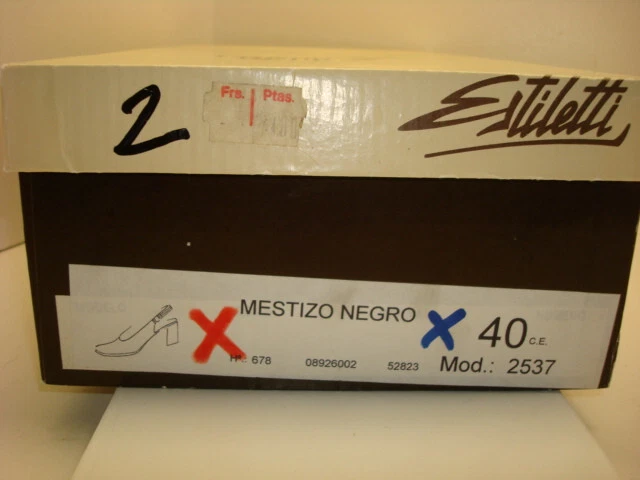 2
Frs. Ptas.
Estiletti
MESTIZO NEGRO
40 C.E.
678 08926002 52823 Mod.: 2537